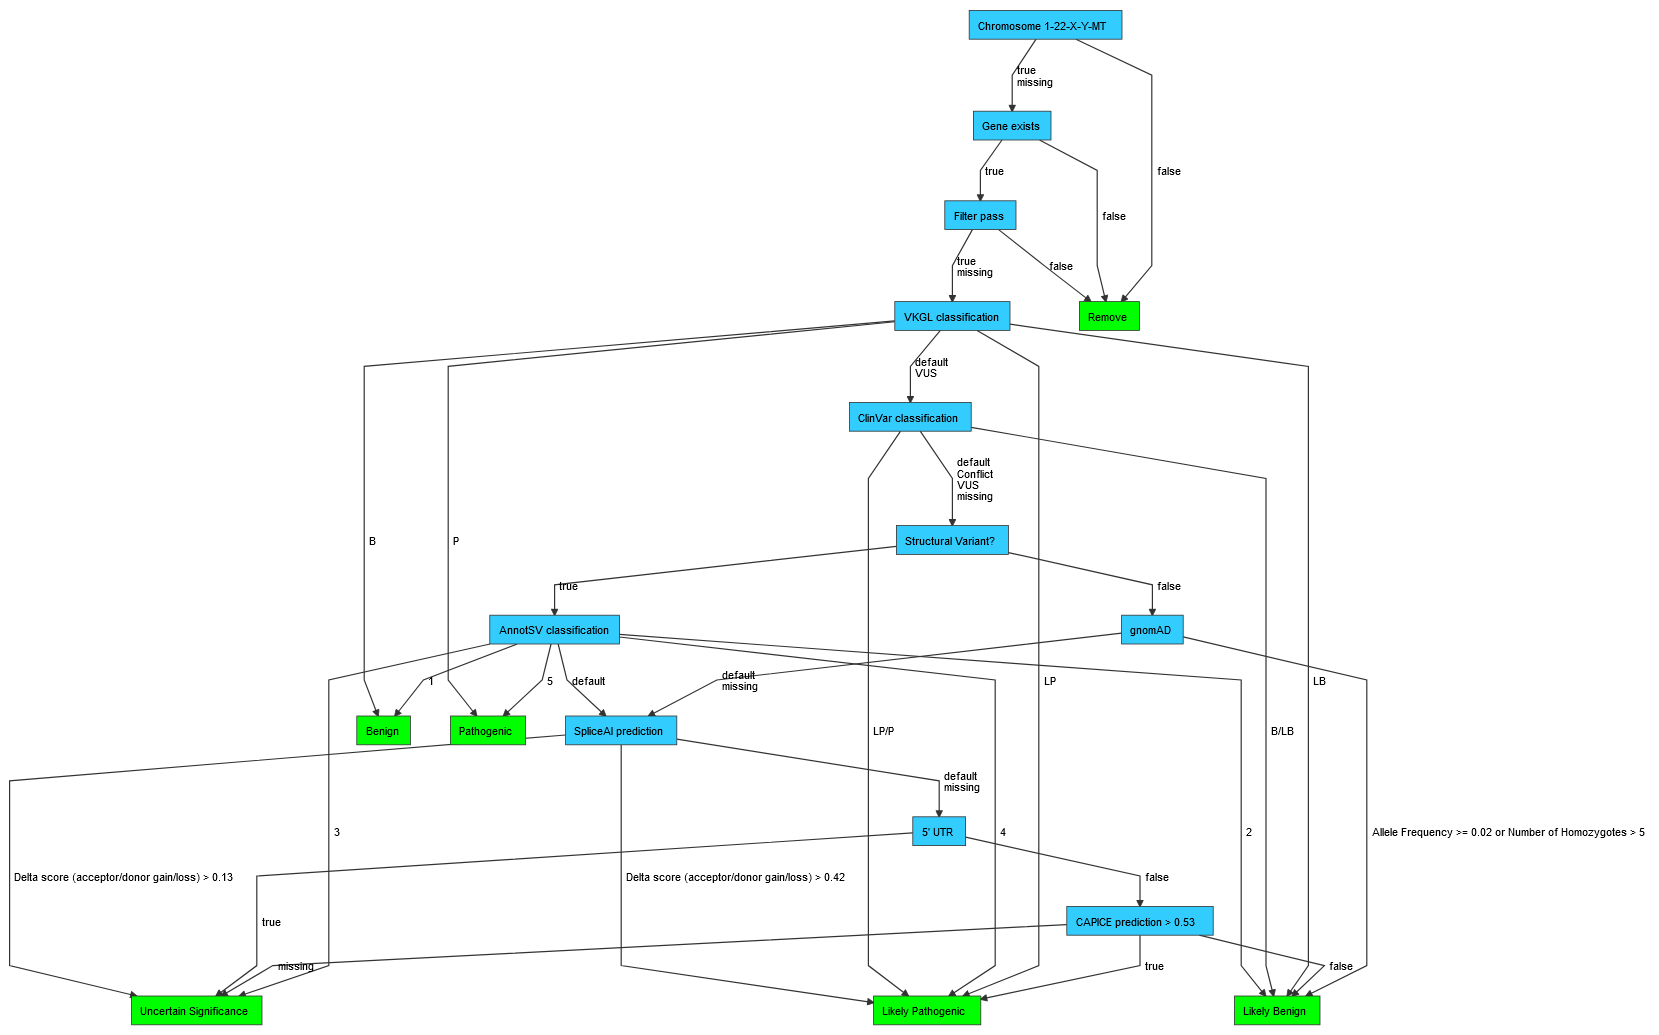 Chromosome 1-22-X-Y-MT
true
missing
Gene exists
true
false
false
Filter pass
true
missing
false
VKGL classification
Remove
default
VUS
ClinVar classification
default
Conflict
VUS
missing
B
P
Structural Variant?
true
false
AnnotSV classification
gnomAD
1
5
default
default
missing
LP
LB
Benign
Pathogenic
SpliceAI prediction
LP/P
B/LB
default
missing
3
5' UTR
4
2
Allele Frequency >= 0.02 or Number of Homozygotes > 5
Delta score (acceptor/donor gain/loss) > 0.13
Delta score (acceptor/donor gain/loss) > 0.42
false
true
CAPICE prediction > 0.53
missing
true
false
Uncertain Significance
Likely Pathogenic
Likely Benign